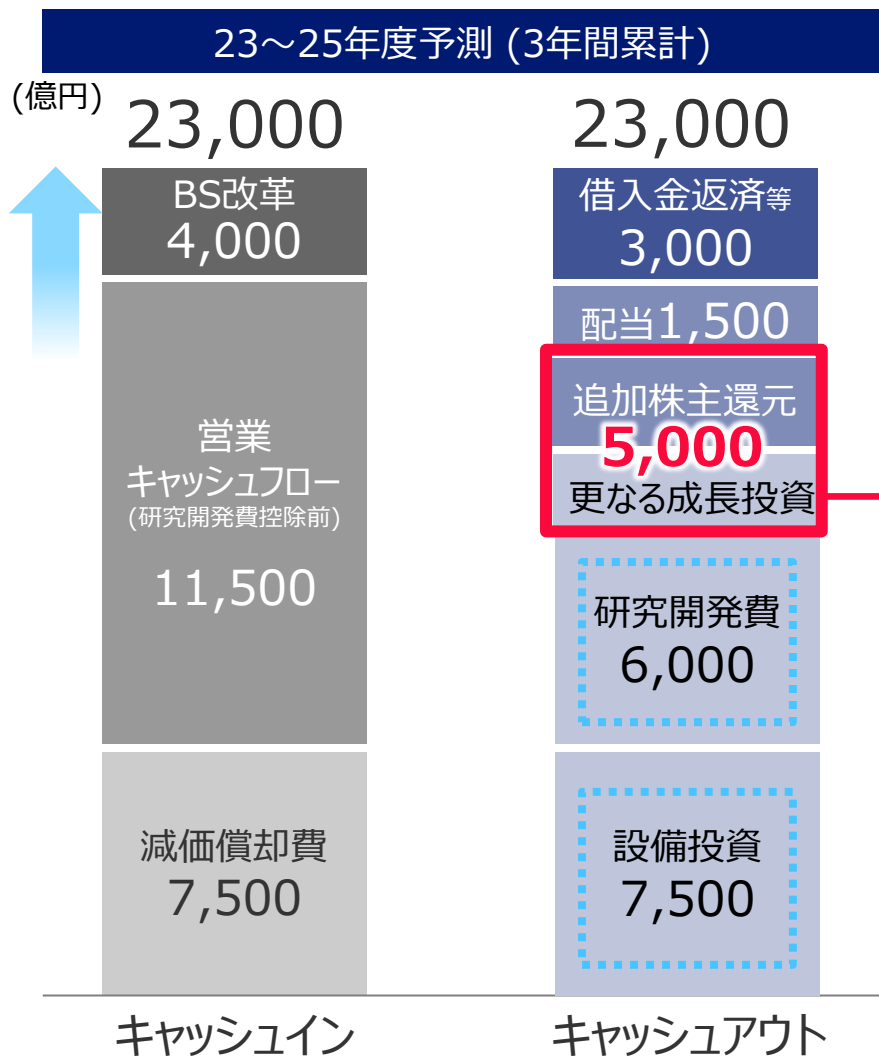 23～25年度予測 (3年間累計)
(億円)
23,000
BS改革
4,000
営業
キャッシュフロー
(研究開発費控除前)
11,500
減価償却費
7,500
キャッシュイン
23,000
借入金返済等
3,000
配当1,500
追加株主還元
5,000
更なる成長投資
研究開発費
6,000
設備投資
7,500
キャッシュアウト